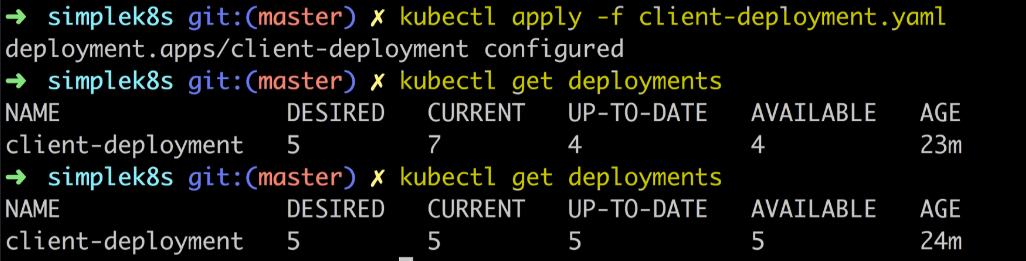 ➜ simplek8s git:(master) ✗ kubectl apply -f client-deployment.yaml
deployment.apps/client-deployment configured
➜ simplek8s git:(master) ✗ kubectl get deployments
NAME DESIRED CURRENT UP-TO-DATE AVAILABLE AGE
client-deployment 5 7 4 4 23m
➜ simplek8s git:(master) ✗ kubectl get deployments
NAME DESIRED CURRENT UP-TO-DATE AVAILABLE AGE
client-deployment 5 5 5 5 24m